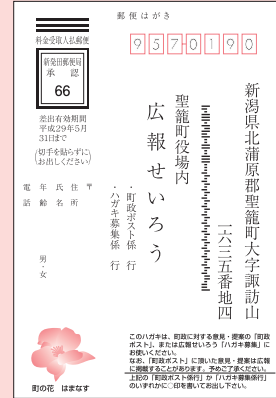 郵便はがき
9570190
料金受取人払郵便
新発田郵便局
承認
66
差出有効期間
平成29年5月
31日まで
切手を貼らずに
お出しください
新潟県北蒲原郡聖籠町大字諏訪山
一六三五番地四
聖籠町役場内
広報せいろう
・町政ポスト係 行
・ハガキ募集係 行
〒
住所
氏名
年齢
電話
男・女
このハガキは、町政に対する意見・提案の「町政
ポスト」、または広報せいろう「ハガキ募集」に
お使いください。
なお、「町政ポスト」に頂いた意見・提案は広報
に掲載することがあります。予めご了承ください。
上記の「町政ポスト係行」か「ハガキ募集係行」
のいずれかに○印を書いてお出し下さい。
町の花 はまなす